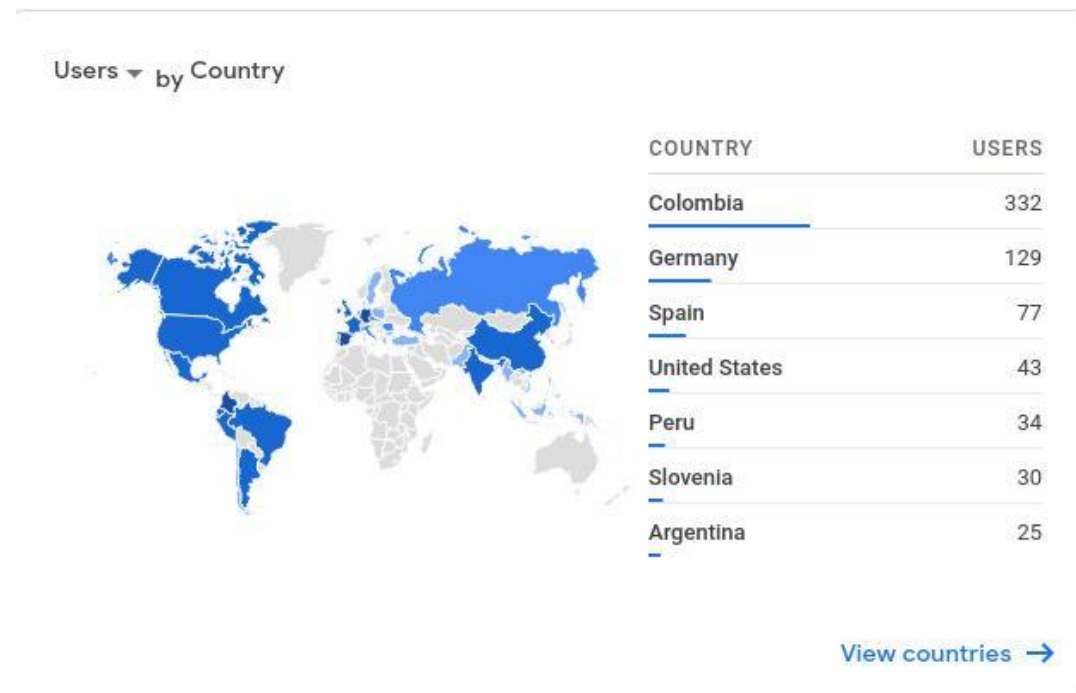 Users by Country
COUNTRY USERS
Colombia 332
Germany 129
Spain 77
United States 43
Peru 34
Slovenia 30
Argentina 25
View countries →